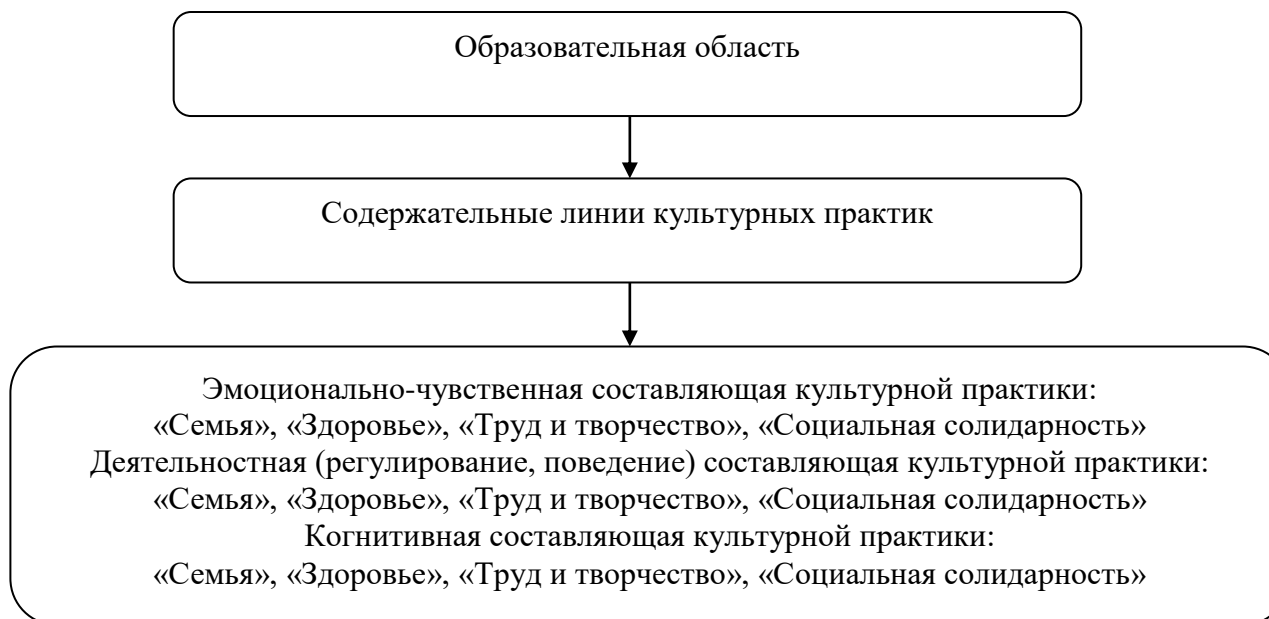 Образовательная область
Содержательные линии культурных практик
Эмоционально-чувственная составляющая культурной практики:
«Семья», «Здоровье», «Труд и творчество», «Социальная солидарность»
Деятельностная (регулирование, поведение) составляющая культурной практики:
«Семья», «Здоровье», «Труд и творчество», «Социальная солидарность»
Когнитивная составляющая культурной практики:
«Семья», «Здоровье», «Труд и творчество», «Социальная солидарность»